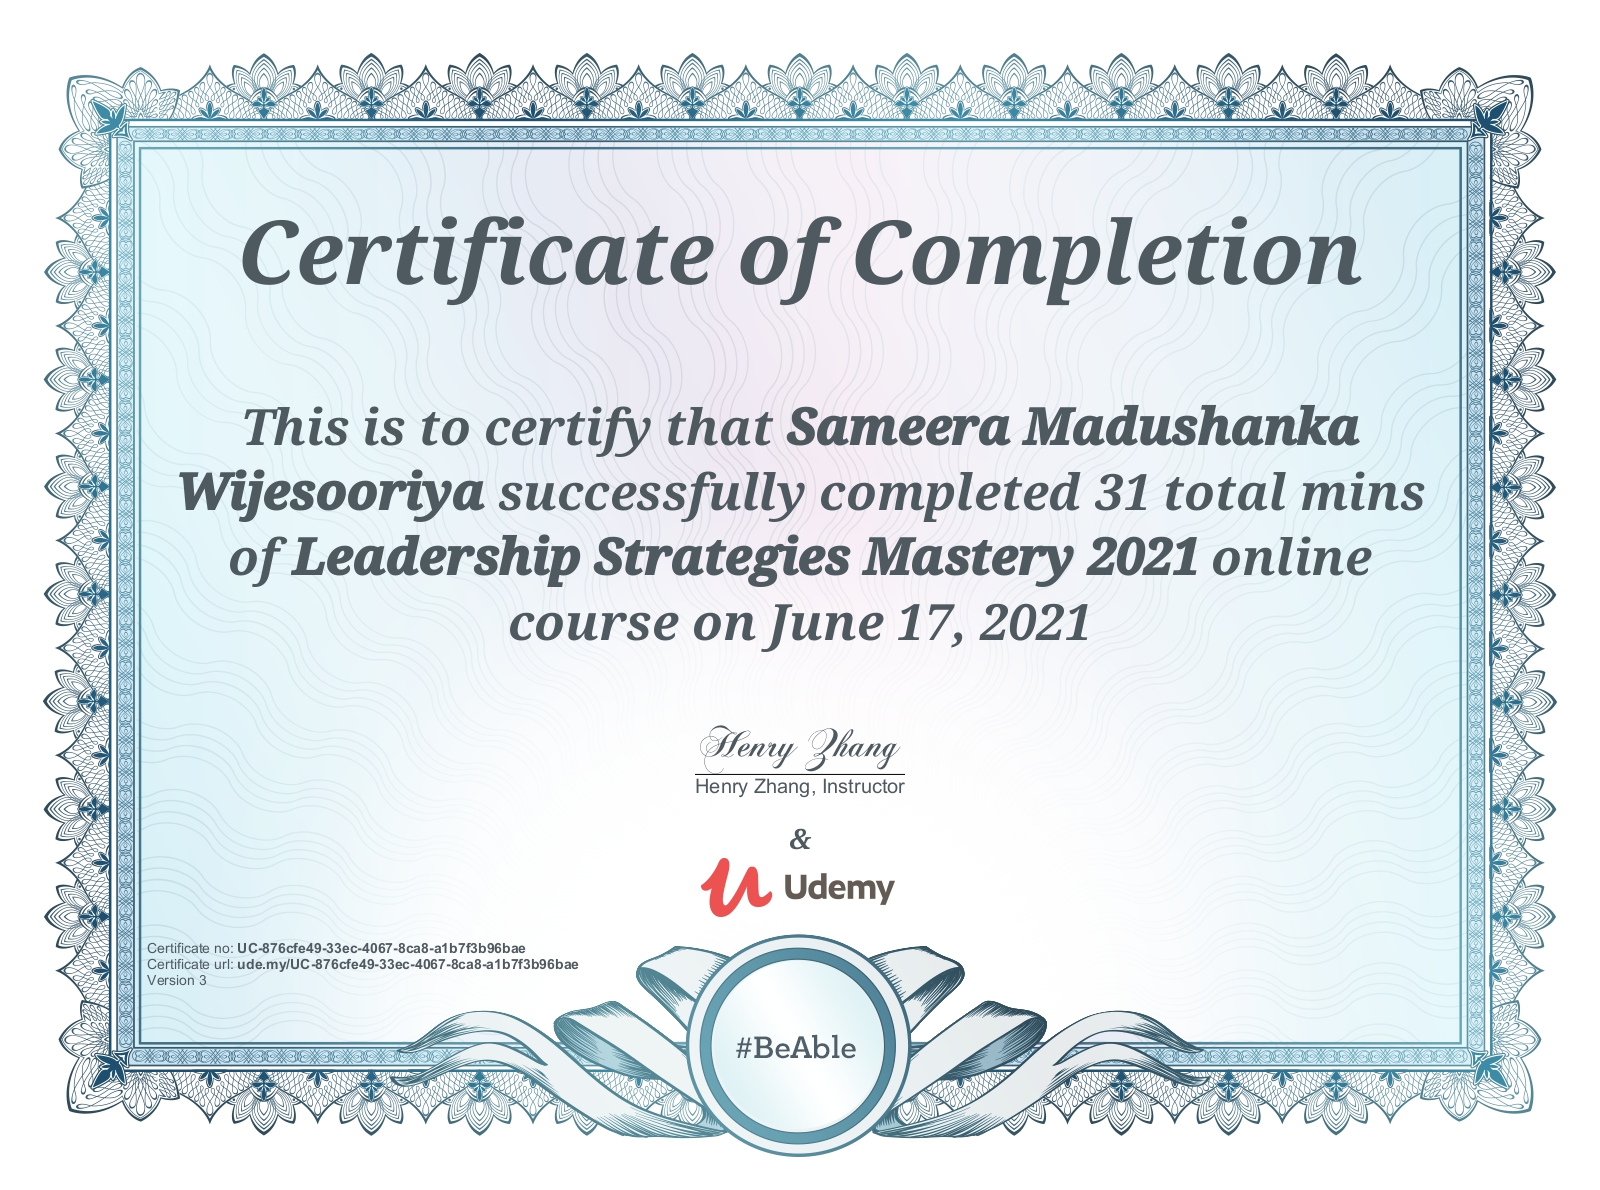 Certificate of Completion
This is to certify that Sameera Madushanka
Wijesooriya successfully completed 31 total mins
of Leadership Strategies Mastery 2021 online
course on June 17, 2021
Henry Zhang
Henry Zhang, Instructor
&
Udemy
Certificate no: UC-876cfe49-33ec-4067-8ca8-a1b7f3b96bae
Certificate url: ude.my/UC-876cfe49-33ec-4067-8ca8-a1b7f3b96bae
Version 3
#BeAble